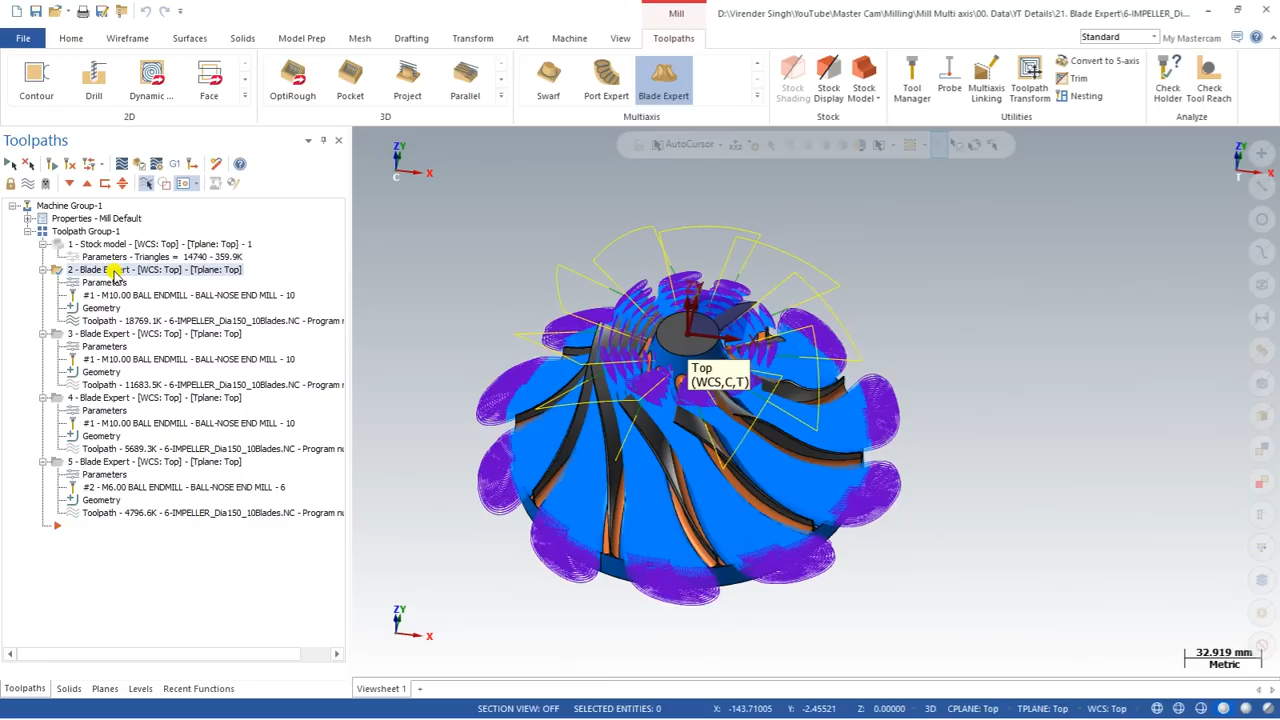 Mill
D:\Virender Singh\YouTube\Master Cam\Milling\Mill Multi axis\00. Data\YT Details\21. Blade Expert\6-IMPELLER_Di...
File
Home
Wireframe
Surfaces
Solids
Model Prep
Mesh
Drafting
Transform
Art
Machine
View
Toolpaths
Standard
My Mastercam
Contour
Drill
Dynamic ...
Face
OptiRough
Pocket
Project
Parallel
Swarf
Port Expert
Blade Expert
Stock Shading
Stock Display
Stock Model
Tool Manager
Probe
Multiaxis Linking
Toolpath Transform
Convert to 5-axis
Trim
Nesting
Check Holder
Check Tool Reach
2D
3D
Multiaxis
Stock
Utilities
Analyze
Toolpaths
G1
AutoCursor
Machine Group-1
Properties - Mill Default
Toolpath Group-1
1 - Stock model - [WCS: Top] - [Tplane: Top] - 1
Parameters - Triangles = 14740 - 359.9K
2 - Blade Expert - [WCS: Top] - [Tplane: Top]
Parameters
#1 - M10.00 BALL ENDMILL - BALL-NOSE END MILL - 10
Geometry
Toolpath - 18769.1K - 6-IMPELLER_Dia150_10Blades.NC - Program n
3 - Blade Expert - [WCS: Top] - [Tplane: Top]
Parameters
#1 - M10.00 BALL ENDMILL - BALL-NOSE END MILL - 10
Geometry
Toolpath - 11683.5K - 6-IMPELLER_Dia150_10Blades.NC - Program n
4 - Blade Expert - [WCS: Top] - [Tplane: Top]
Parameters
#1 - M10.00 BALL ENDMILL - BALL-NOSE END MILL - 10
Geometry
Toolpath - 5689.3K - 6-IMPELLER_Dia150_10Blades.NC - Program nu
5 - Blade Expert - [WCS: Top] - [Tplane: Top]
Parameters
#2 - M6.00 BALL ENDMILL - BALL-NOSE END MILL - 6
Geometry
Toolpath - 4796.6K - 6-IMPELLER_Dia150_10Blades.NC - Program nu
ZY
X
C
ZY
X
T
ZY
Top
(WCS,C,T)
ZY
X
32.919 mm
Metric
Toolpaths
Solids
Planes
Levels
Recent Functions
Viewsheet 1
+
SECTION VIEW: OFF
SELECTED ENTITIES: 0
X: -143.71005
Y: -2.45521
Z: 0.00000
3D
CPLANE: Top
TPLANE: Top
WCS: Top